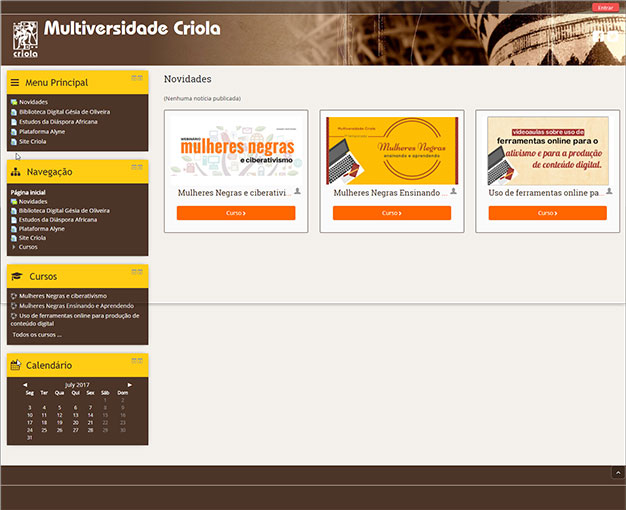 Entrar
Multiversidade Criola
criola
Menu Principal
Novidades
Biblioteca Digital Gésia de Oliveira
Estudos da Diáspora Africana
Plataforma Alyne
Site Criola
Navegação
Página inicial
Novidades
Biblioteca Digital Gésia de Oliveira
Estudos da Diáspora Africana
Plataforma Alyne
Site Criola
Cursos
Cursos
Mulheres Negras e ciberativismo
Mulheres Negras Ensinando e Aprendendo
Uso de ferramentas online para produção de
conteúdo digital
Todos os cursos ...
Calendário
◄ July 2017 ►
Seg Ter Qua Qui Sex Sáb Dom
1 2
3 4 5 6 7 8 9
10 11 12 13 14 15 16
17 18 19 20 21 22 23
24 25 26 27 28 29 30
31
Novidades
(Nenhuma notícia publicada)
WEBINÁRIO
mulheres negras
e ciberativismo
Mulheres Negras e ciberativi...
Curso
Multiversidade Criola
Mulheres Negras
ensinando e aprendendo
Mulheres Negras Ensinando ...
Curso
videoaulas sobre uso de
ferramentas online para o
ativismo e para a produção
de conteúdo digital.
Uso de ferramentas online pa...
Curso